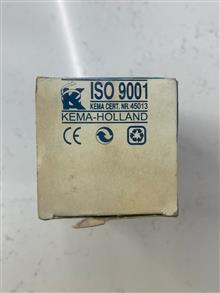 K
ISO 9001
KEMA CERT. NR. 45013
KEMA-HOLLAND
CE